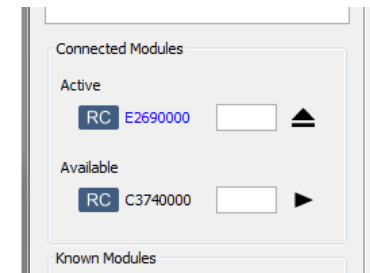 Connected Modules
Active
RC E2690000
Available
RC C3740000
Known Modules